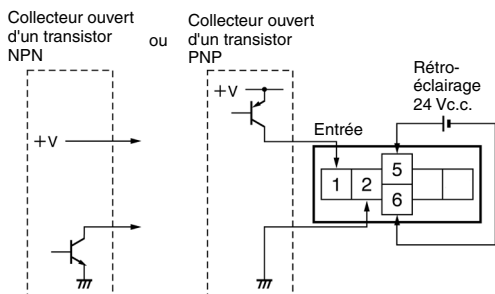 Collecteur ouvert
d'un transistor
NPN
ou
Collecteur ouvert
d'un transistor
PNP
Rétro-
éclairage
24 Vc.c.
+V
+V
Entrée
1
2
5
6